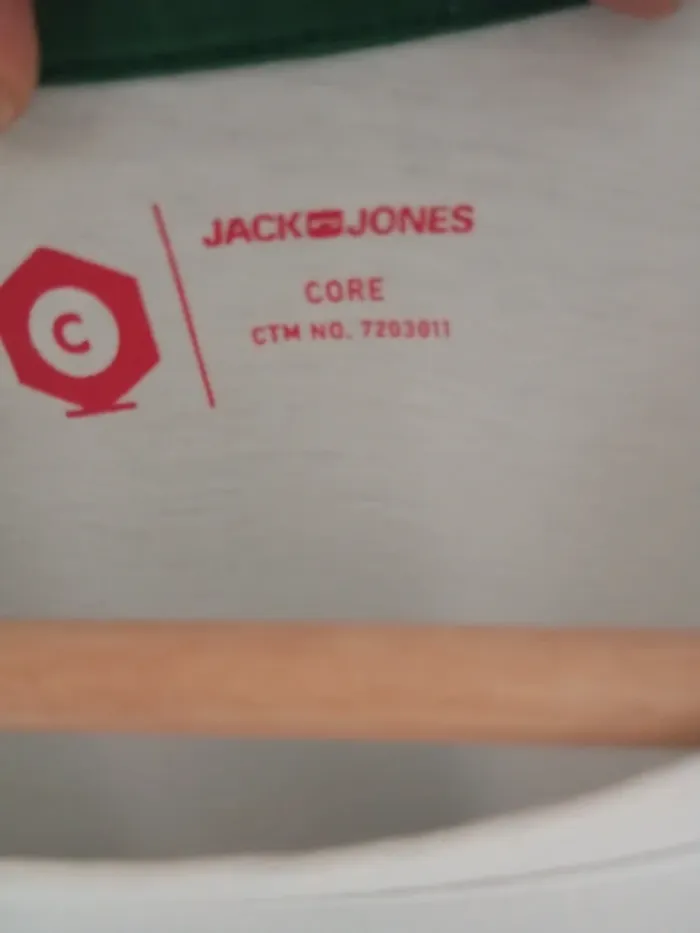 JACK & JONES
C
CORE
CTM NO. 7203011